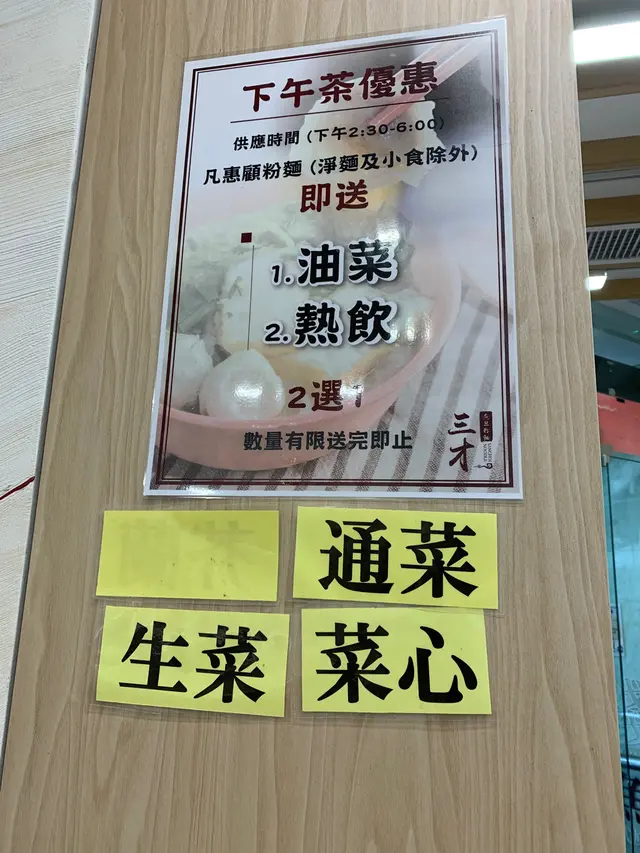 下午茶優惠
供應時間 (下午2:30-6:00)
凡惠顧粉麵 (淨麵及小食除外)
即送
1.油菜
2.熱飲
2選1
數量有限送完即止
三才
通菜
生菜
菜心